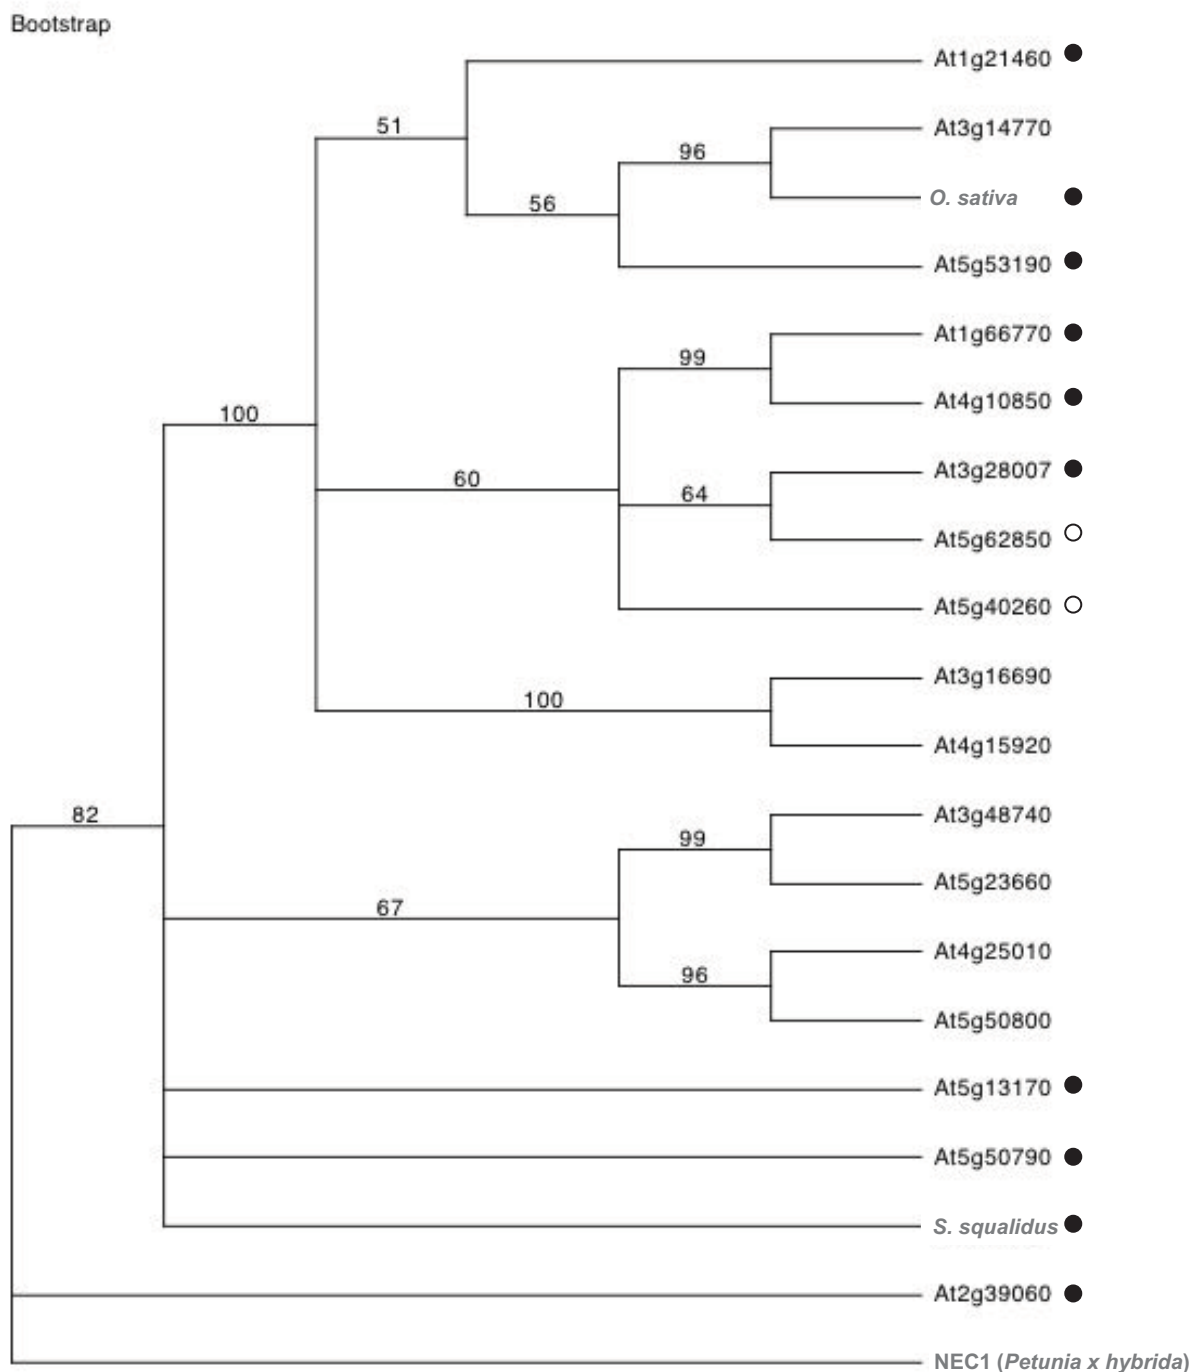 Bootstrap
At1g21460
51
At3g14770
96
O. sativa
56
At5g53190
At1g66770
99
At4g10850
100
At3g28007
60
64
At5g62850
At5g40260
At3g16690
100
At4g15920
82
At3g48740
99
At5g23660
67
At4g25010
96
At5g50800
At5g13170
At5g50790
S. squalidus
At2g39060
NEC1 (Petunia x hybrida)